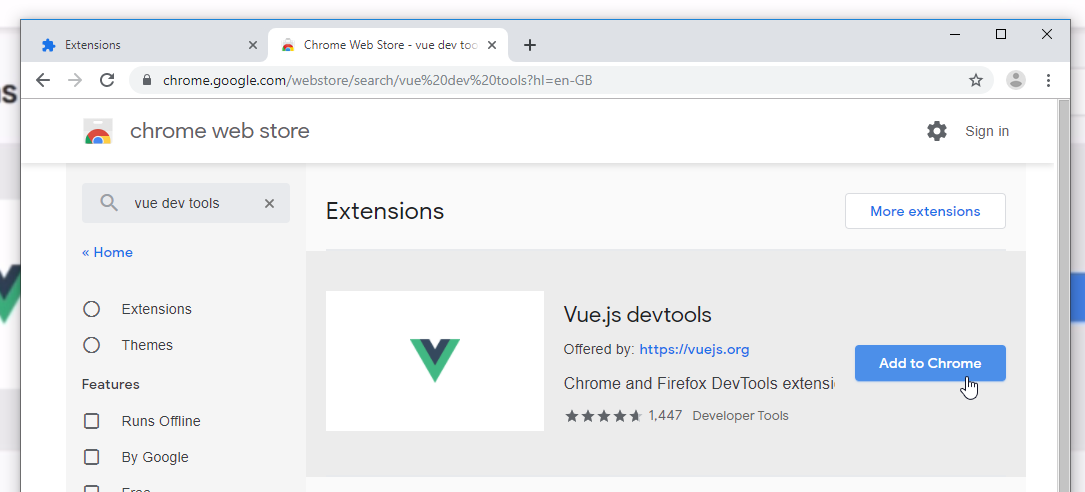 Extensions
Chrome Web Store - vue dev too
chrome.google.com/webstore/search/vue%20dev%20tools?hl=en-GB
chrome web store
Sign in
vue dev tools
Extensions
More extensions
« Home
Extensions
Themes
Features
Runs Offline
By Google
Free
Vue.js devtools
Offered by: https://vuejs.org
Add to Chrome
Chrome and Firefox DevTools extensi
1,447 Developer Tools